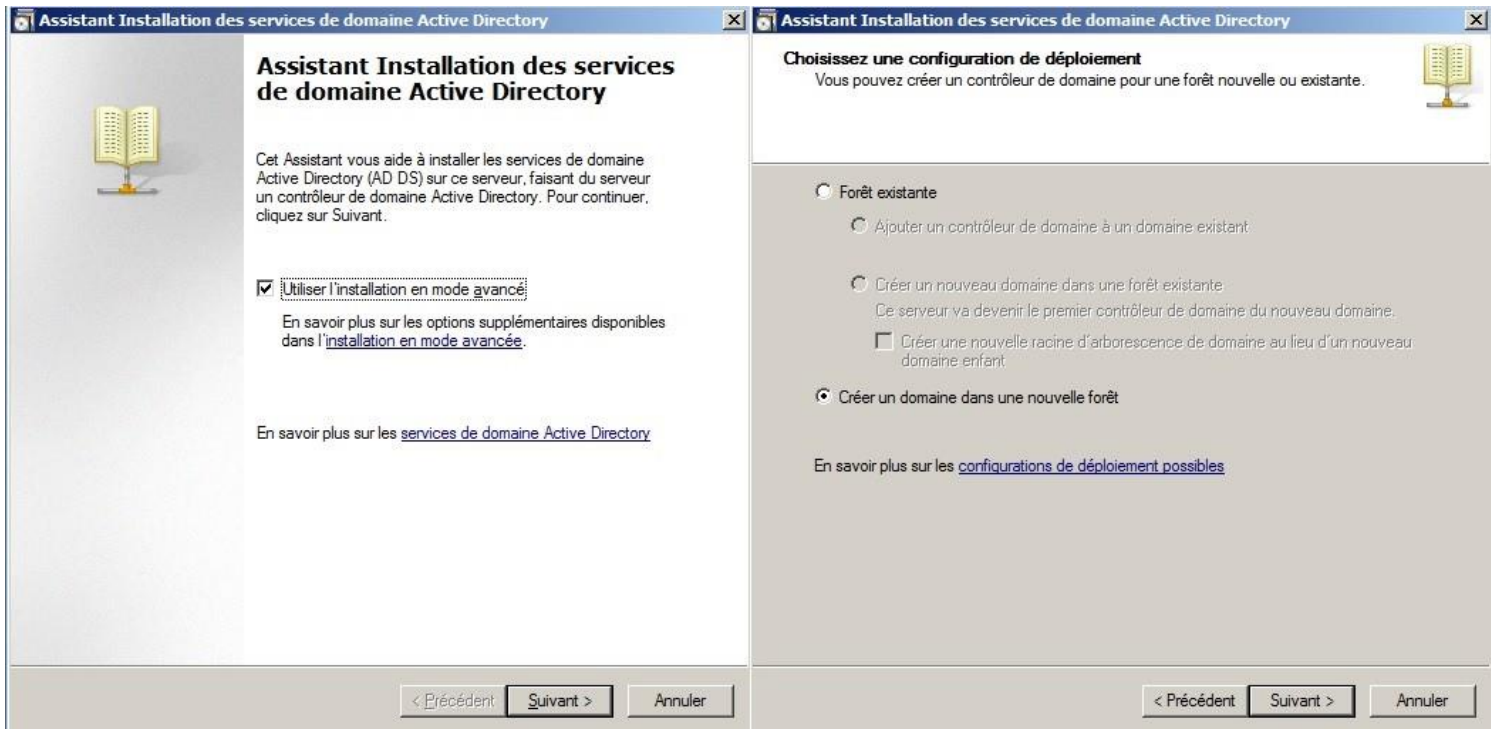 Assistant Installation des services de domaine Active Directory
Assistant Installation des services
de domaine Active Directory
Cet Assistant vous aide à installer les services de domaine
Active Directory (AD DS) sur ce serveur, faisant du serveur
un contrôleur de domaine Active Directory. Pour continuer,
cliquez sur Suivant.
Utiliser l'installation en mode avancé
En savoir plus sur les options supplémentaires disponibles
dans l'installation en mode avancée.
En savoir plus sur les services de domaine Active Directory
< Précédent
Suivant >
Annuler
Assistant Installation des services de domaine Active Directory
Choisissez une configuration de déploiement
Vous pouvez créer un contrôleur de domaine pour une forêt nouvelle ou existante.
Forêt existante
Ajouter un contrôleur de domaine à un domaine existant
Créer un nouveau domaine dans une forêt existante
Ce serveur va devenir le premier contrôleur de domaine du nouveau domaine.
Créer une nouvelle racine d'arborescence de domaine au lieu d'un nouveau
domaine enfant
Créer un domaine dans une nouvelle forêt
En savoir plus sur les configurations de déploiement possibles
< Précédent
Suivant >
Annuler